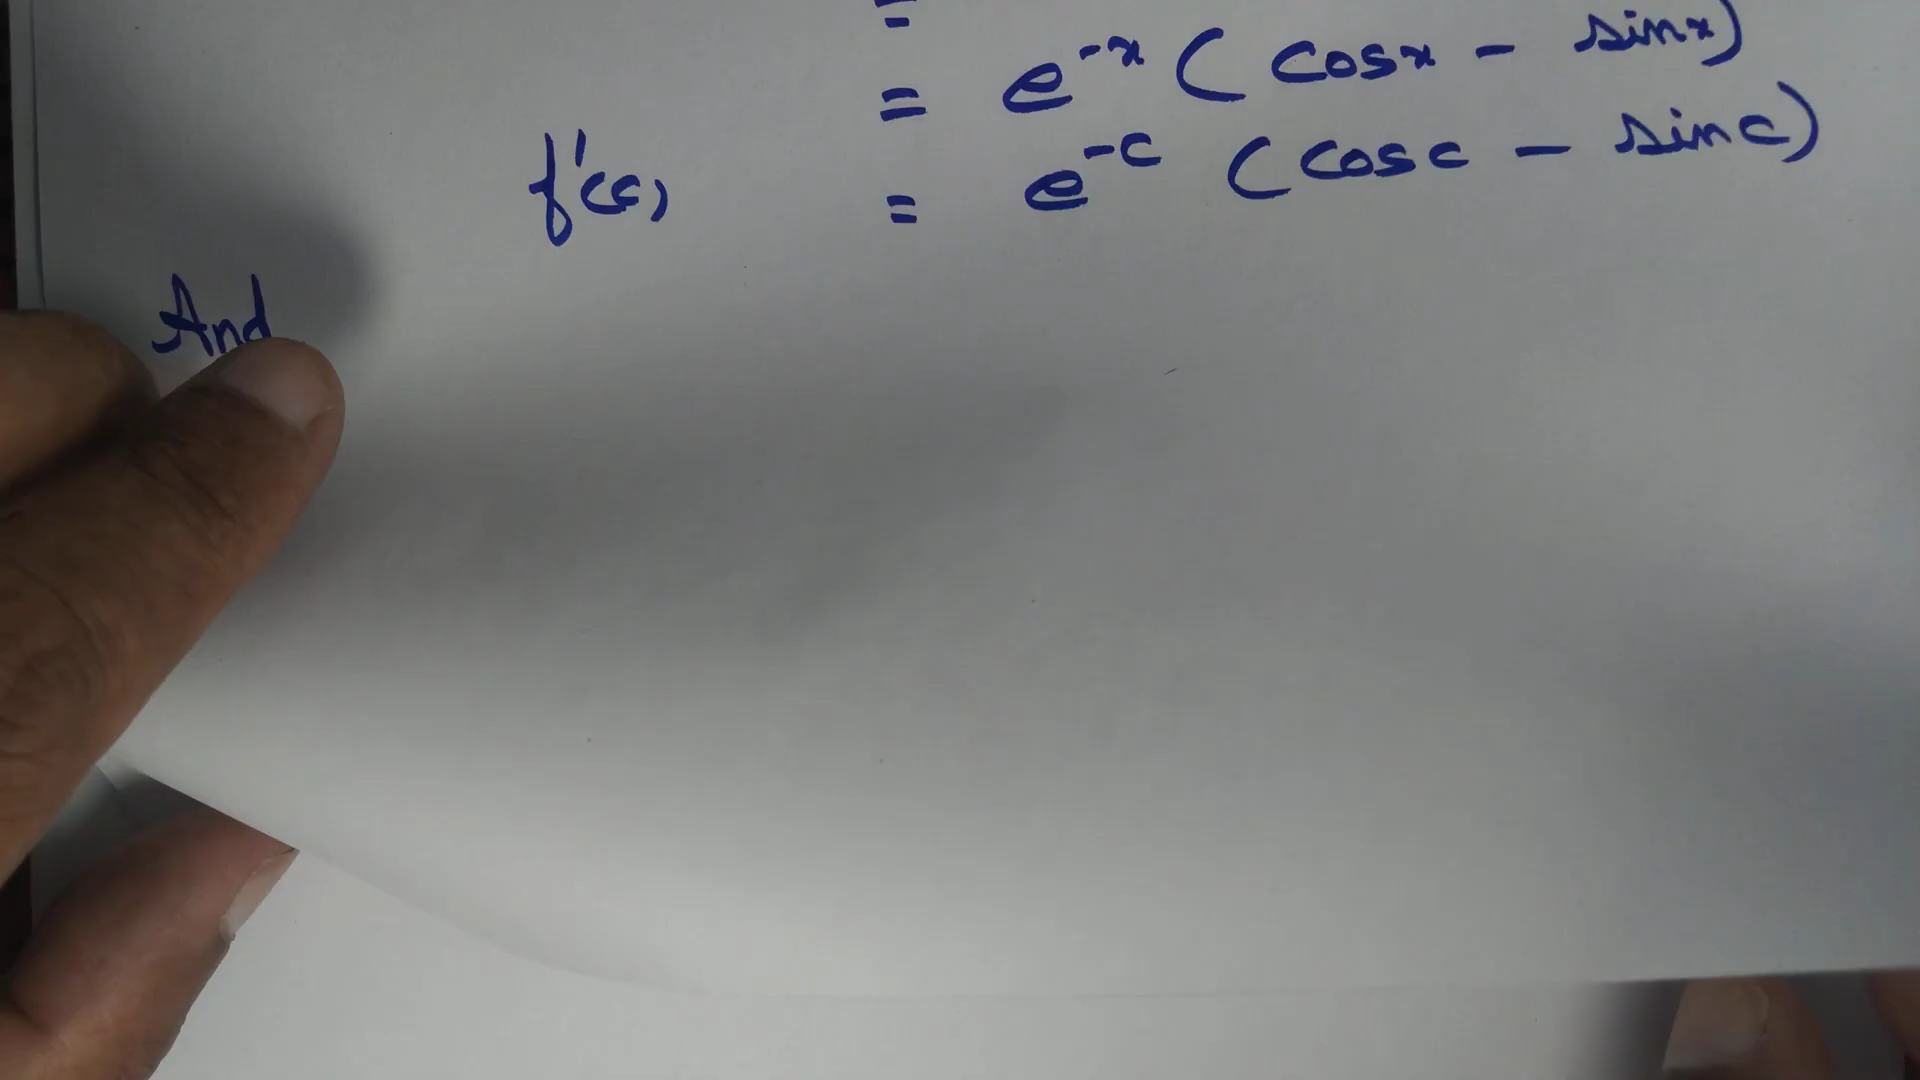 =
= e^{-x} ( cosx - sinx)
f'(c) = e^{-c} ( cosc - sinc)
And